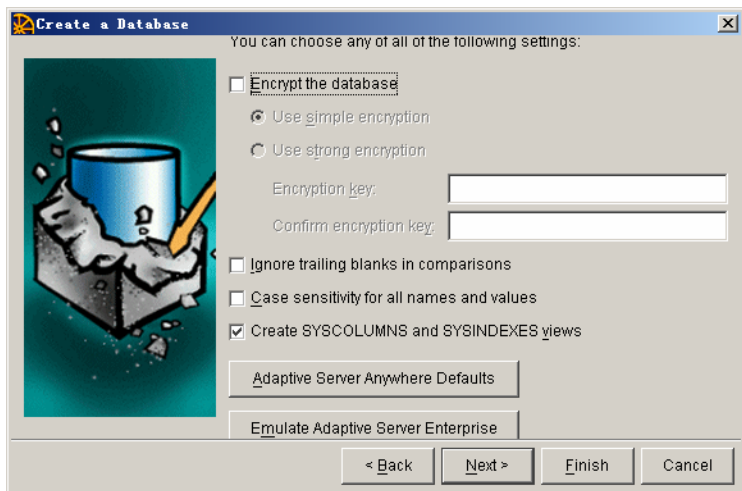 Create a Database
You can choose any of all of the following settings:
Encrypt the database
Use simple encryption
Use strong encryption
Encryption key:
Confirm encryption key:
Ignore trailing blanks in comparisons
Case sensitivity for all names and values
Create SYSCOLUMNS and SYSINDEXES views
Adaptive Server Anywhere Defaults
Emulate Adaptive Server Enterprise
< Back Next > Finish Cancel